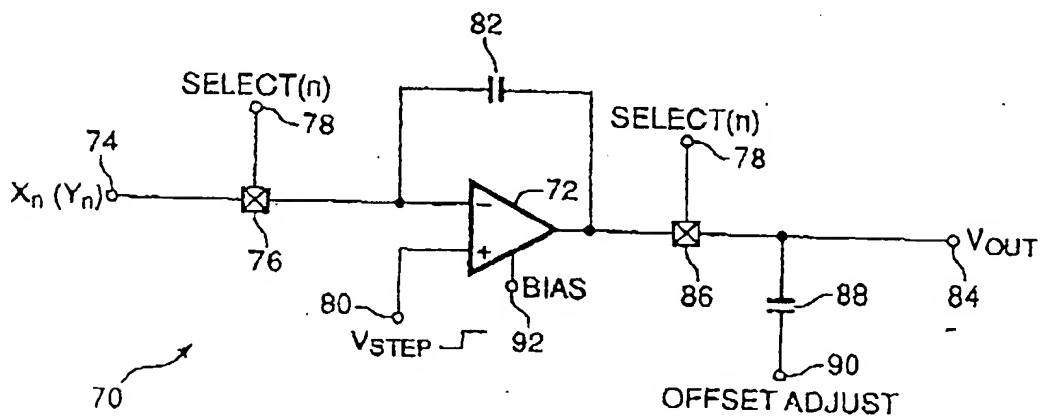 82
SELECT(n)
78
SELECT(n)
78
74
Xn (Yn)
76
72
−
+
86
VOUT
84
88
80
BIAS
92
VSTEP
90
OFFSET ADJUST
70